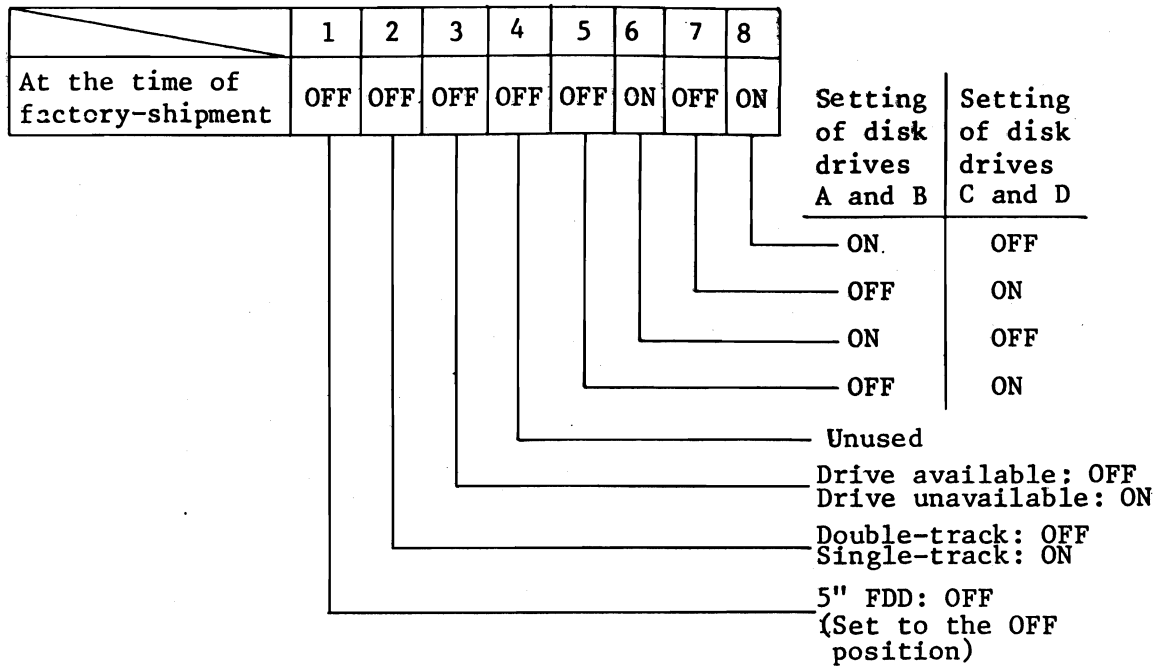 1 2 3 4 5 6 7 8
At the time of
factory-shipment
OFF OFF OFF OFF OFF ON OFF ON
Setting
of disk
drives
A and B
Setting
of disk
drives
C and D
ON. OFF
OFF ON
ON OFF
OFF ON
Unused
Drive available: OFF
Drive unavailable: ON
Double-track: OFF
Single-track: ON
5" FDD: OFF
(Set to the OFF
position)